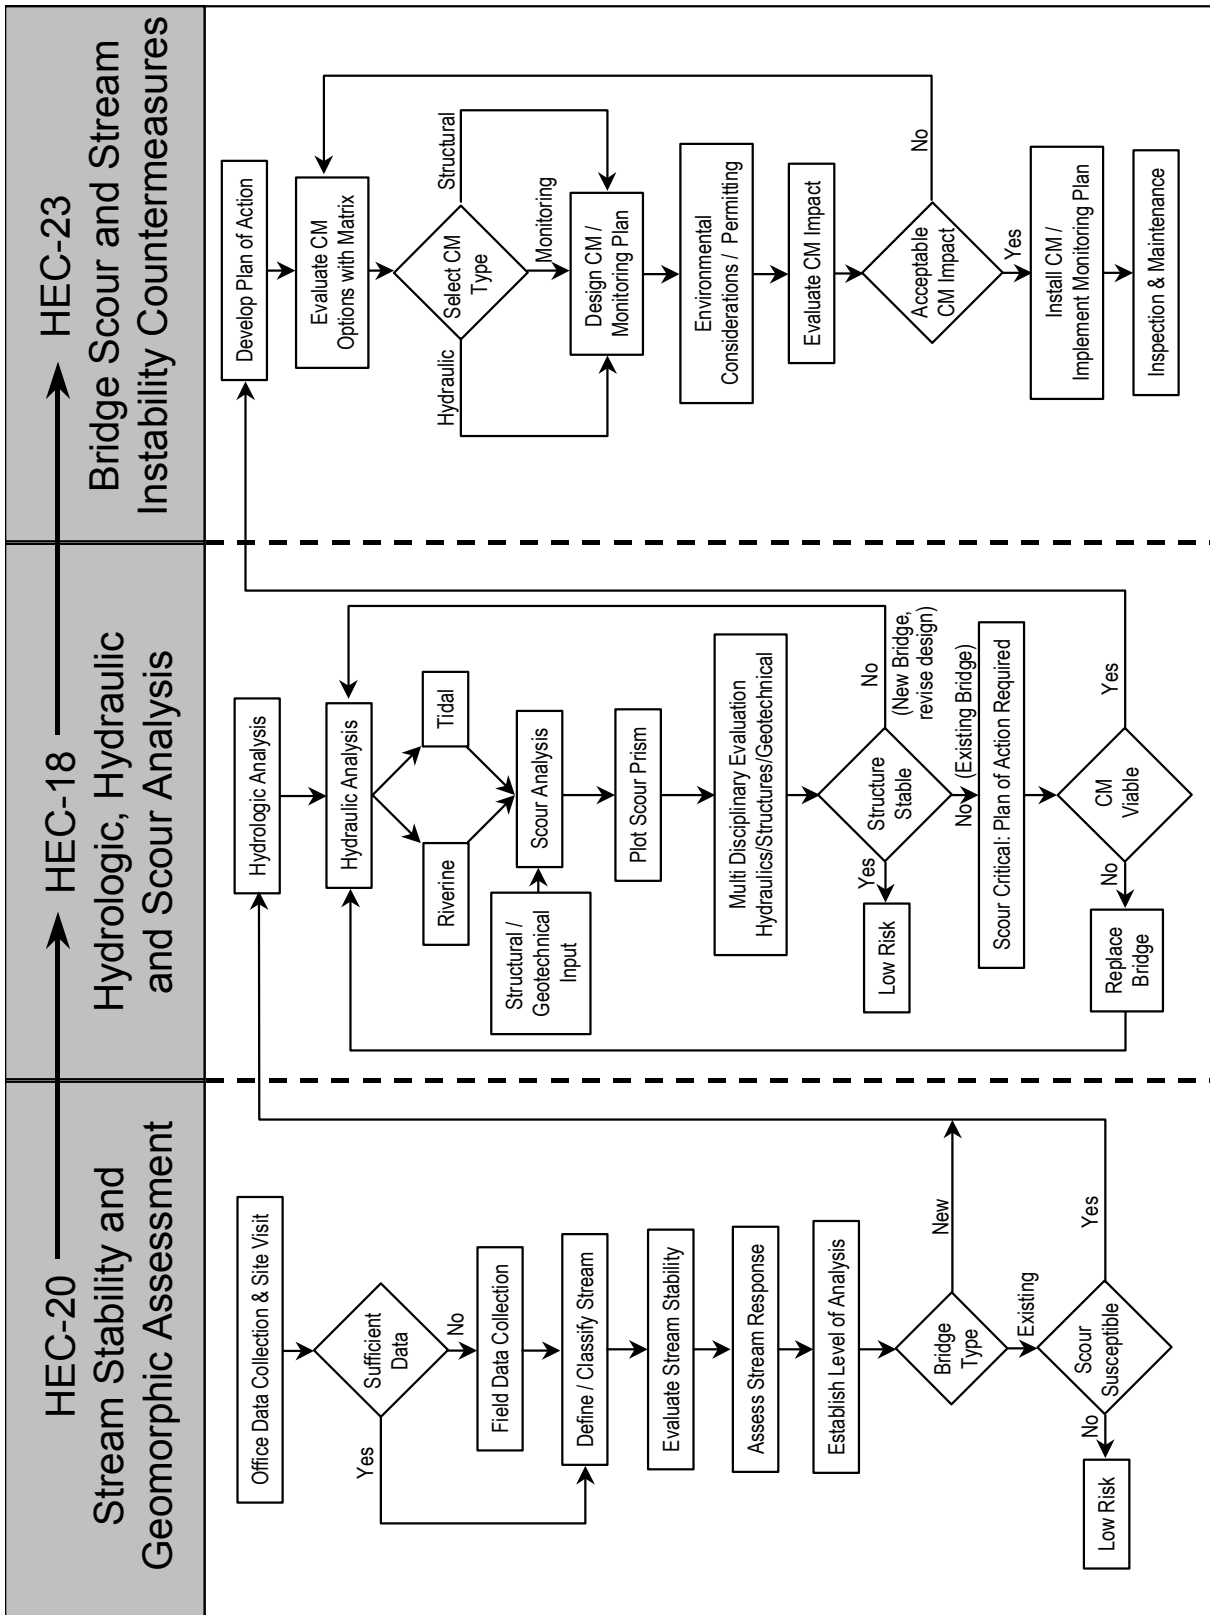 HEC-20
Stream Stability and
Geomorphic Assessment
HEC-18
Hydrologic, Hydraulic
and Scour Analysis
HEC-23
Bridge Scour and Stream
Instability Countermeasures
Office Data Collection & Site Visit
Sufficient
Data
Yes
No
Field Data Collection
Define / Classify Stream
Evaluate Stream Stability
Assess Stream Response
Establish Level of Analysis
Bridge
Type
New
Existing
Scour
Susceptible
Yes
No
Low Risk
Hydrologic Analysis
Hydraulic Analysis
Riverine
Tidal
Structural /
Geotechnical
Input
Scour Analysis
Plot Scour Prism
Multi Disciplinary Evaluation
Hydraulics/Structures/Geotechnical
Structure
Stable
Yes
Low Risk
No
(New Bridge,
revise design)
No (Existing Bridge)
Scour Critical: Plan of Action Required
CM
Viable
No
Yes
Replace
Bridge
Develop Plan of Action
Evaluate CM
Options with Matrix
Select CM
Type
Hydraulic
Monitoring
Structural
Design CM /
Monitoring Plan
Environmental
Considerations / Permitting
Evaluate CM Impact
Acceptable
CM Impact
No
Yes
Install CM /
Implement Monitoring Plan
Inspection & Maintenance